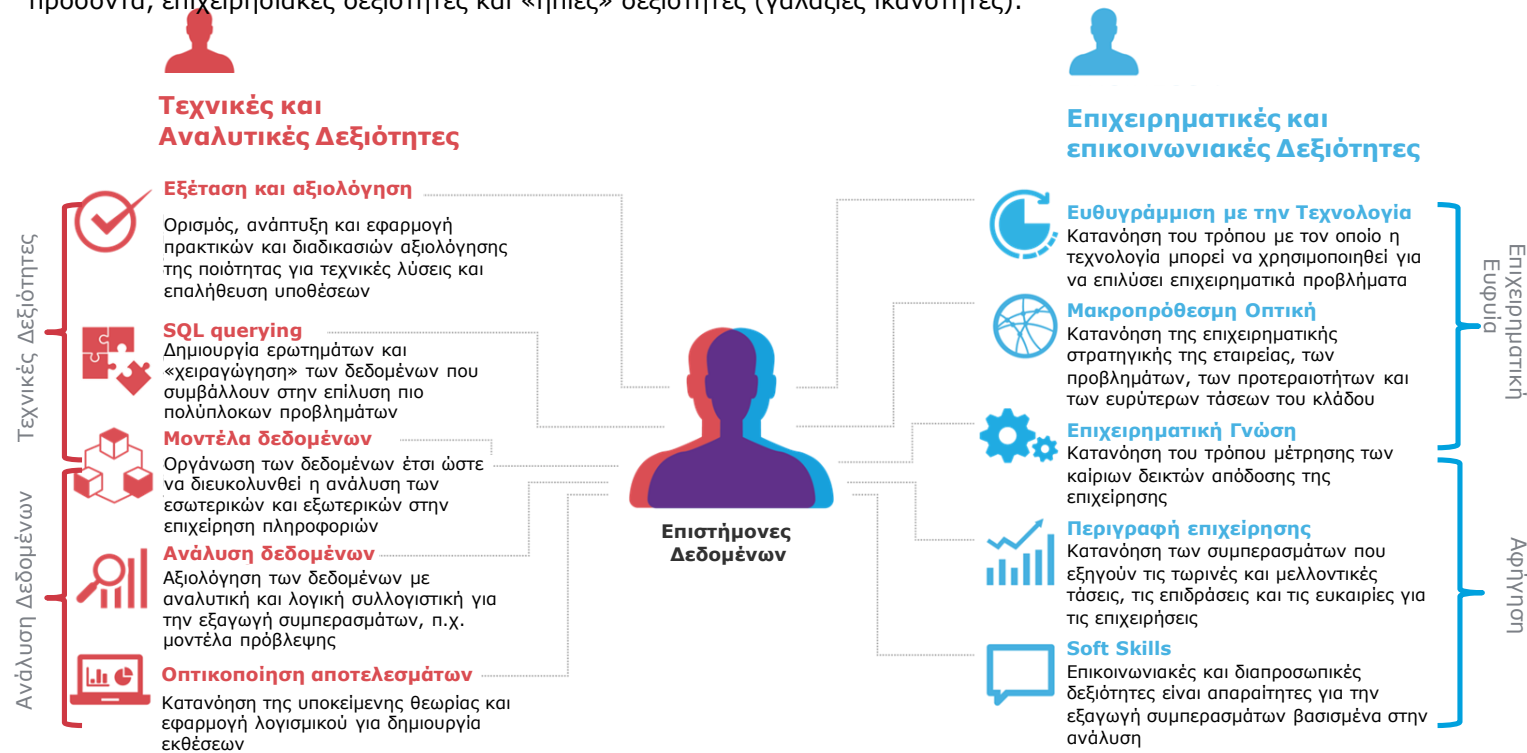 προσόντα, επιχειρησιακές δεξιότητες και «ήπιες» δεξιότητες (γαλάζιες ικανότητες).
Τεχνικές και
Αναλυτικές Δεξιότητες
Τεχνικές Δεξιότητες
Ανάλυση Δεδομένων
Εξέταση και αξιολόγηση
Ορισμός, ανάπτυξη και εφαρμογή
πρακτικών και διαδικασιών αξιολόγησης
της ποιότητας για τεχνικές λύσεις και
επαλήθευση υποθέσεων
SQL querying
Δημιουργία ερωτημάτων και
«χειραγώγηση» των δεδομένων που
συμβάλλουν στην επίλυση πιο
πολύπλοκων προβλημάτων
Μοντέλα δεδομένων
Οργάνωση των δεδομένων έτσι ώστε
να διευκολυνθεί η ανάλυση των
εσωτερικών και εξωτερικών στην
επιχείρηση πληροφοριών
Ανάλυση δεδομένων
Αξιολόγηση των δεδομένων με
αναλυτική και λογική συλλογιστική για
την εξαγωγή συμπερασμάτων, π.χ.
μοντέλα πρόβλεψης
Οπτικοποίηση αποτελεσμάτων
Κατανόηση της υποκείμενης θεωρίας και
εφαρμογή λογισμικού για δημιουργία
εκθέσεων
Επιστήμονες
Δεδομένων
Επιχειρηματικές και
επικοινωνιακές Δεξιότητες
Ευθυγράμμιση με την Τεχνολογία
Κατανόηση του τρόπου με τον οποίο η
τεχνολογία μπορεί να χρησιμοποιηθεί για
να επιλύσει επιχειρηματικά προβλήματα
Μακροπρόθεσμη Οπτική
Κατανόηση της επιχειρηματικής
στρατηγικής της εταιρείας, των
προβλημάτων, των προτεραιοτήτων και
των ευρύτερων τάσεων του κλάδου
Επιχειρηματική Γνώση
Κατανόηση του τρόπου μέτρησης των
καίριων δεικτών απόδοσης της
επιχείρησης
Περιγραφή επιχείρησης
Κατανόηση των συμπερασμάτων που
εξηγούν τις τωρινές και μελλοντικές
τάσεις, τις επιδράσεις και τις ευκαιρίες για
τις επιχειρήσεις
Soft Skills
Επικοινωνιακές και διαπροσωπικές
δεξιότητες είναι απαραίτητες για την
εξαγωγή συμπερασμάτων βασισμένα στην
ανάλυση
Επιχειρηματική
Ευφυία
Αφήγηση